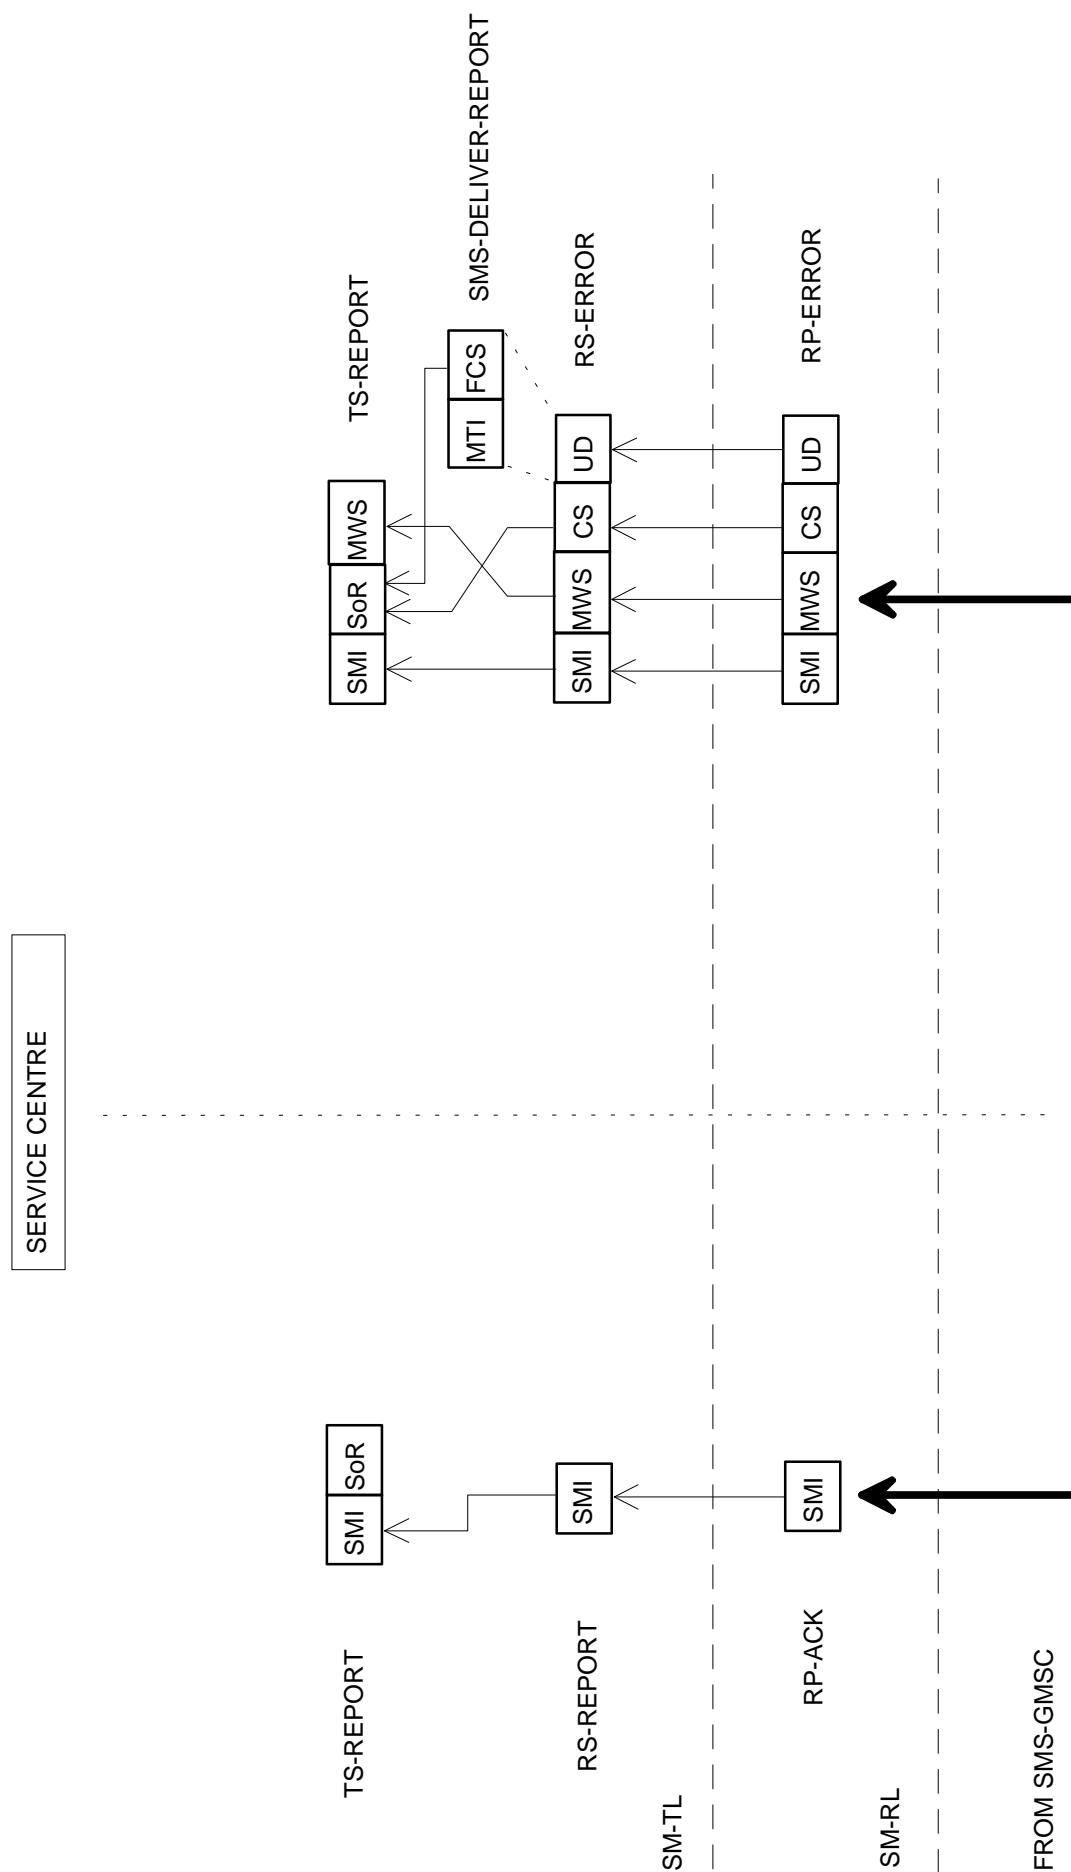 SERVICE CENTRE
TS-REPORT
SMI SoR
TS-REPORT
SMI SoR MWS
SMS-DELIVER-REPORT
MTI FCS
RS-REPORT
SMI
RS-ERROR
SMI MWS CS UD
SM-TL
RP-ACK
SMI
RP-ERROR
SMI MWS CS UD
SM-RL
FROM SMS-GMSC